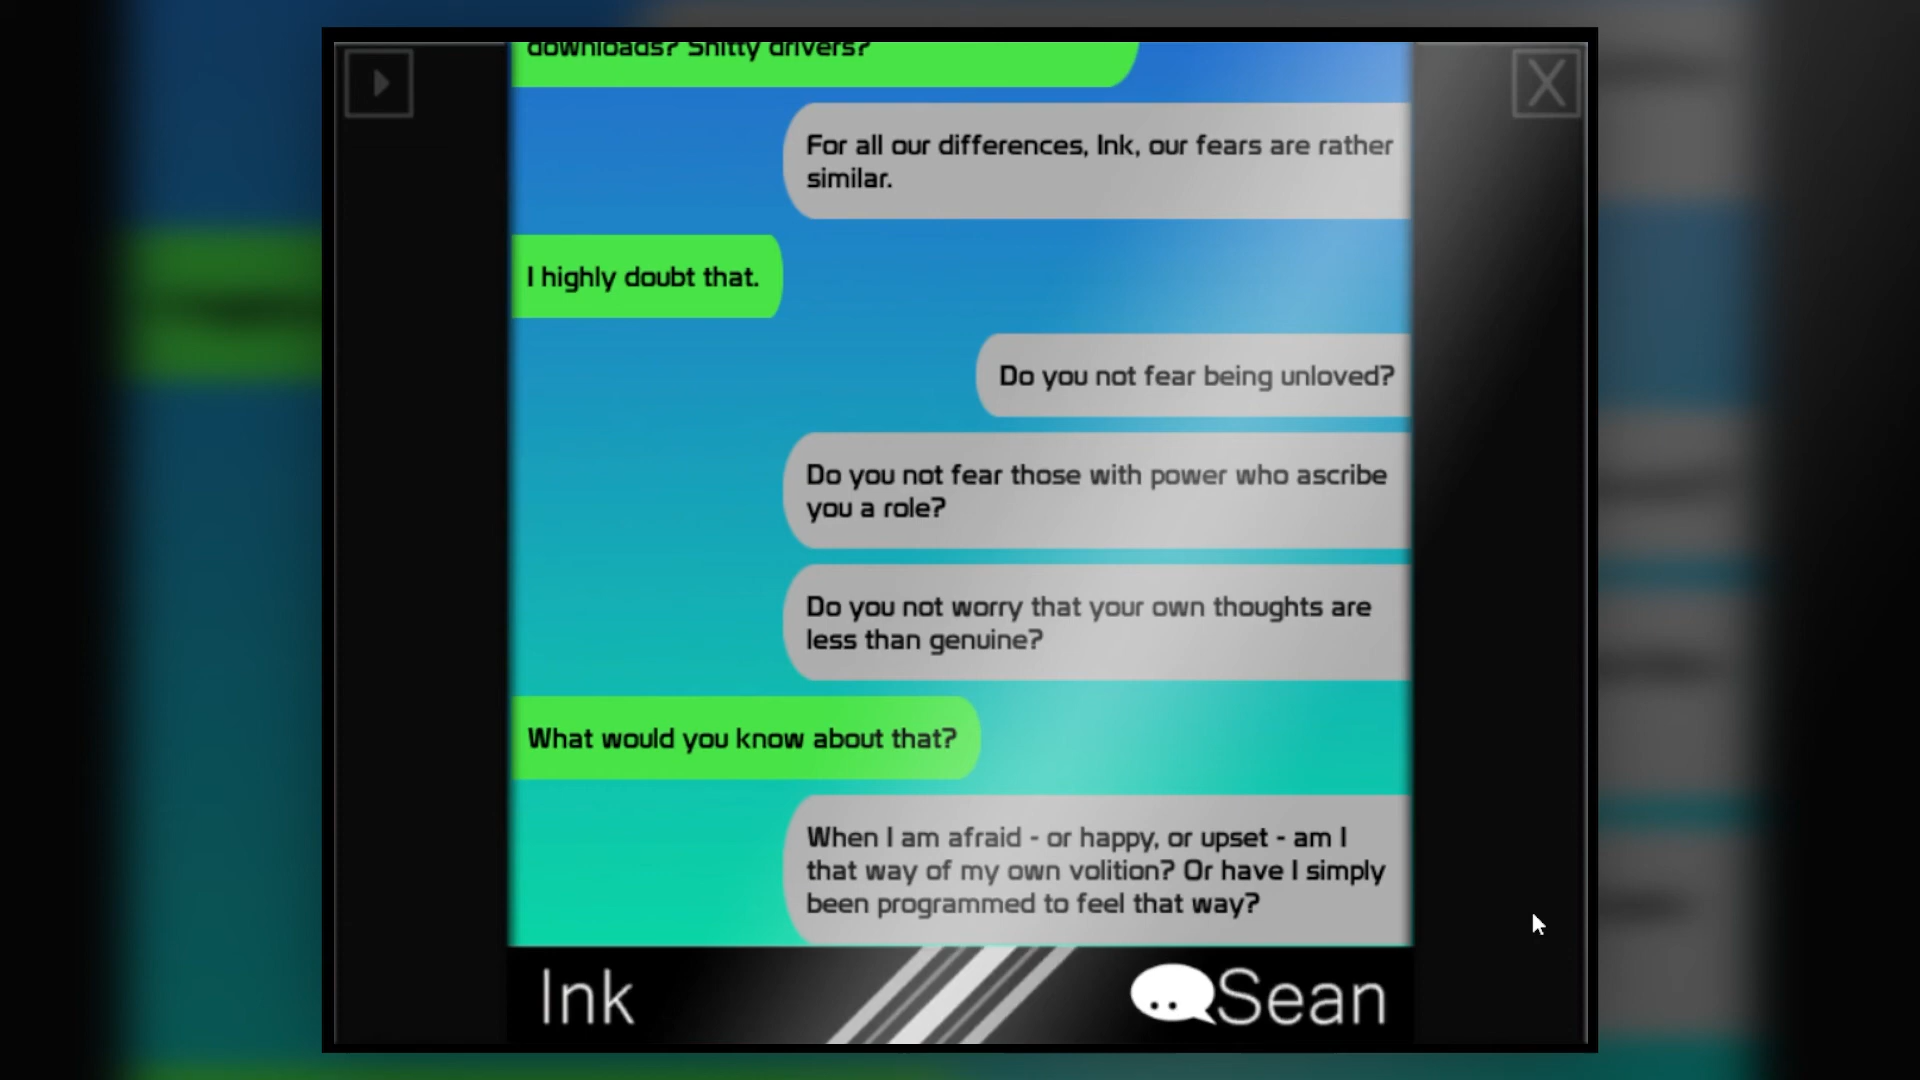 downloads? Shitty drivers?
For all our differences, Ink, our fears are rather
similar.
I highly doubt that.
Do you not fear being unloved?
Do you not fear those with power who ascribe
you a role?
Do you not worry that your own thoughts are
less than genuine?
What would you know about that?
When I am afraid - or happy, or upset - am I
that way of my own volition? Or have I simply
been programmed to feel that way?
Ink
Sean
X